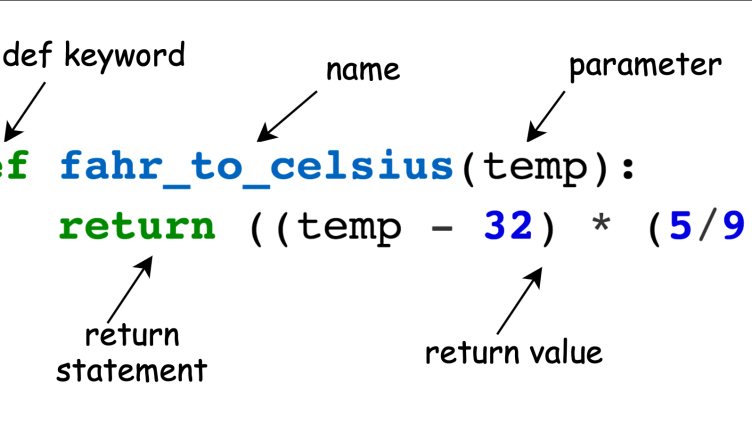 def keyword
name
parameter
ef fahr_to_celsius(temp):
return ((temp - 32) * (5/9
return
statement
return value